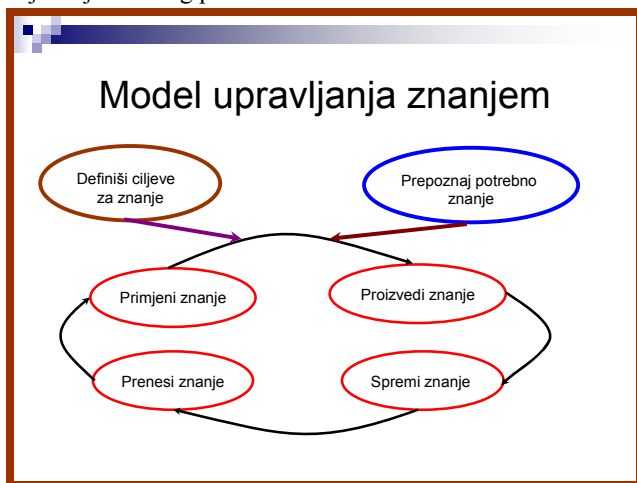 Model upravljanja znanjem
Definiši ciljeve
za znanje
Prepoznaj potrebno
znanje
Primjeni znanje
Proizvedi znanje
Prenesi znanje
Spremi znanje